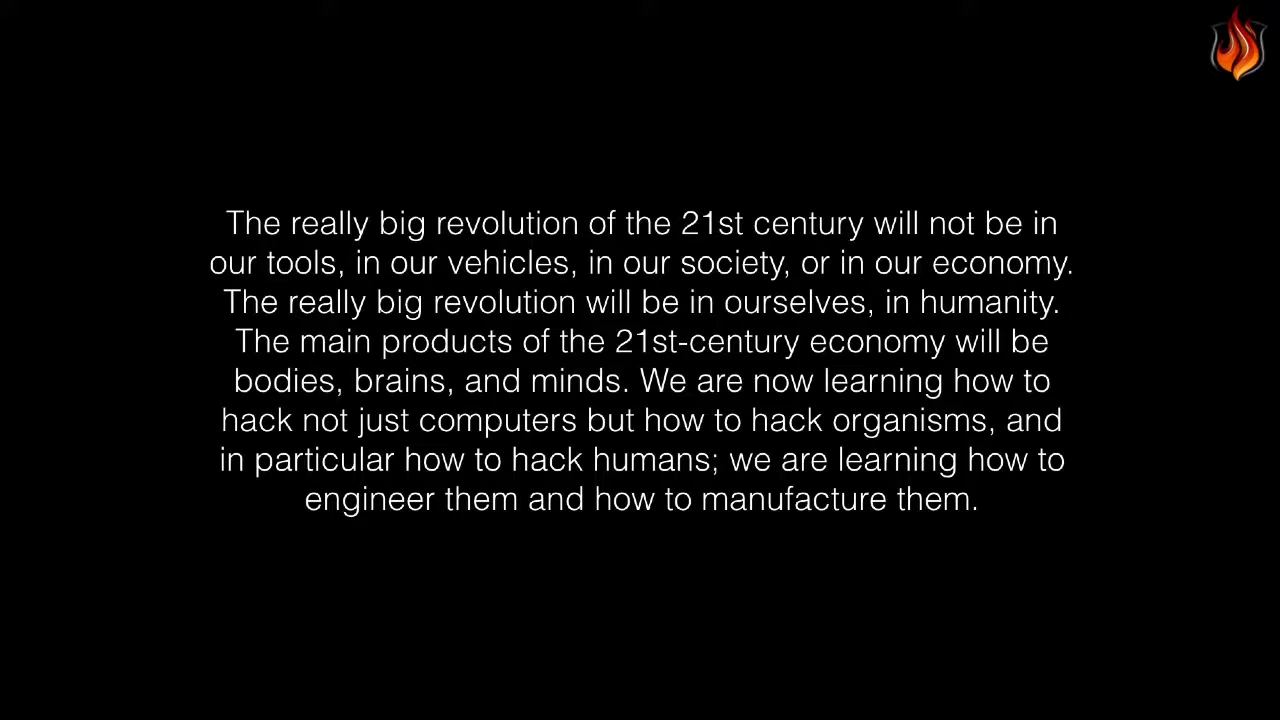 The really big revolution of the 21st century will not be in
our tools, in our vehicles, in our society, or in our economy.
The really big revolution will be in ourselves, in humanity.
The main products of the 21st-century economy will be
bodies, brains, and minds. We are now learning how to
hack not just computers but how to hack organisms, and
in particular how to hack humans; we are learning how to
engineer them and how to manufacture them.